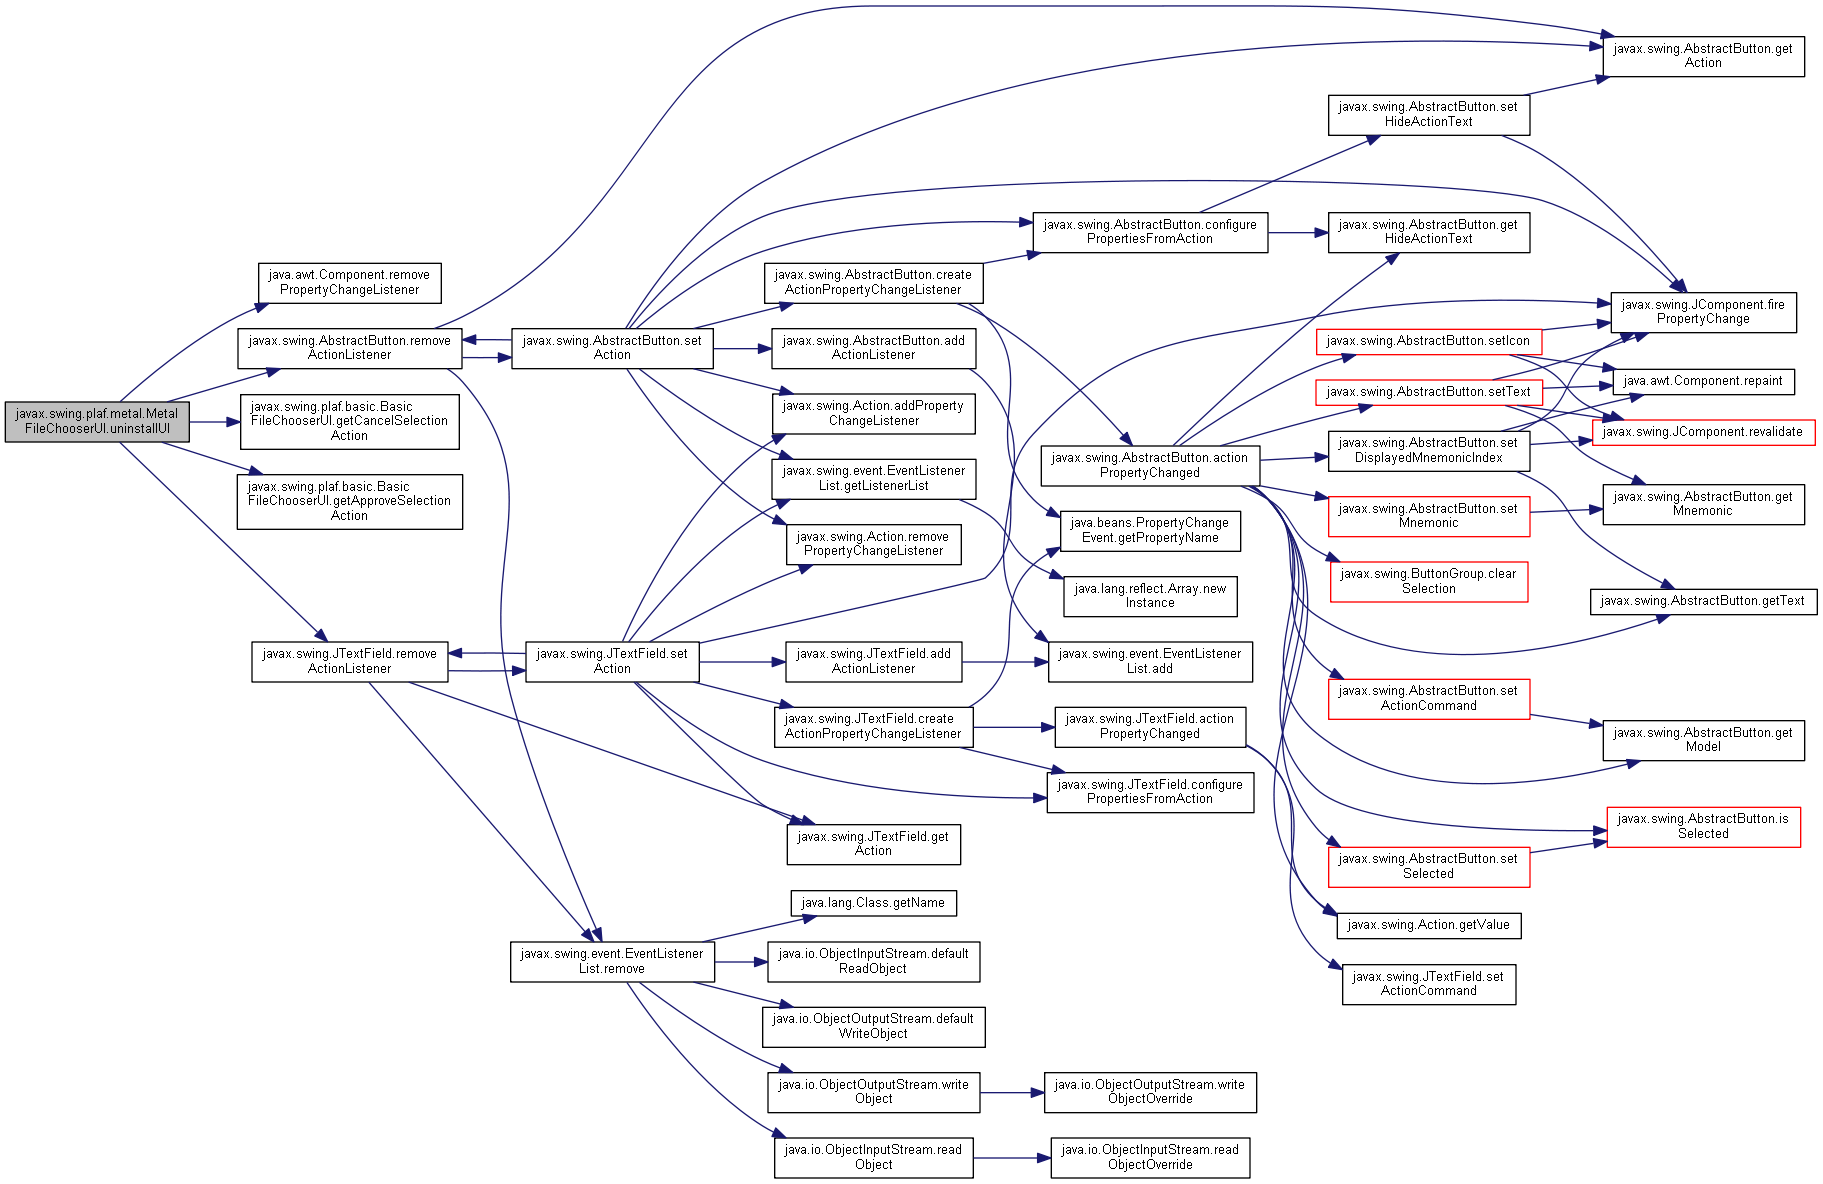 javax.swing.plaf.metal.Metal
FileChooserUI.uninstallUI
java.awt.Component.remove
PropertyChangeListener
javax.swing.AbstractButton.remove
ActionListener
javax.swing.plaf.basic.Basic
FileChooserUI.getCancelSelection
Action
javax.swing.plaf.basic.Basic
FileChooserUI.getApproveSelection
Action
javax.swing.JTextField.remove
ActionListener
javax.swing.AbstractButton.set
Action
javax.swing.JTextField.set
Action
javax.swing.event.EventListener
List.remove
javax.swing.AbstractButton.create
ActionPropertyChangeListener
javax.swing.AbstractButton.add
ActionListener
javax.swing.Action.addProperty
ChangeListener
javax.swing.event.EventListener
List.getListenerList
javax.swing.Action.remove
PropertyChangeListener
javax.swing.JTextField.add
ActionListener
javax.swing.JTextField.create
ActionPropertyChangeListener
javax.swing.JTextField.get
Action
java.lang.Class.getName
java.io.ObjectInputStream.default
ReadObject
java.io.ObjectOutputStream.default
WriteObject
java.io.ObjectOutputStream.write
Object
java.io.ObjectInputStream.read
Object
javax.swing.AbstractButton.configure
PropertiesFromAction
javax.swing.AbstractButton.action
PropertyChanged
java.beans.PropertyChange
Event.getPropertyName
java.lang.reflect.Array.new
Instance
javax.swing.event.EventListener
List.add
javax.swing.JTextField.action
PropertyChanged
javax.swing.JTextField.configure
PropertiesFromAction
java.io.ObjectOutputStream.write
ObjectOverride
java.io.ObjectInputStream.read
ObjectOverride
javax.swing.AbstractButton.set
HideActionText
javax.swing.AbstractButton.get
HideActionText
javax.swing.AbstractButton.setIcon
javax.swing.AbstractButton.setText
javax.swing.AbstractButton.set
DisplayedMnemonicIndex
javax.swing.AbstractButton.set
Mnemonic
javax.swing.ButtonGroup.clear
Selection
javax.swing.AbstractButton.set
ActionCommand
javax.swing.AbstractButton.set
Selected
javax.swing.Action.getValue
javax.swing.JTextField.set
ActionCommand
javax.swing.AbstractButton.get
Action
javax.swing.JComponent.fire
PropertyChange
java.awt.Component.repaint
javax.swing.JComponent.revalidate
javax.swing.AbstractButton.get
Mnemonic
javax.swing.AbstractButton.getText
javax.swing.AbstractButton.get
Model
javax.swing.AbstractButton.is
Selected